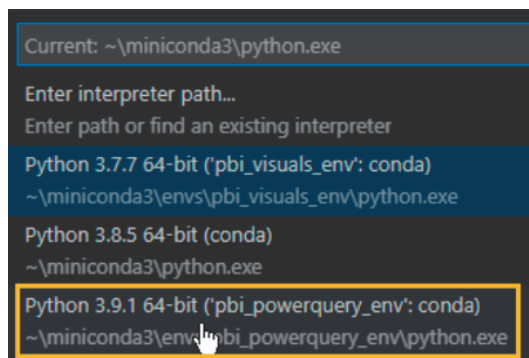 Current: ~\miniconda3\python.exe
Enter interpreter path...
Enter path or find an existing interpreter
Python 3.7.7 64-bit ('pbi_visuals_env': conda)
~\miniconda3\envs\pbi_visuals_env\python.exe
Python 3.8.5 64-bit (conda)
~\miniconda3\python.exe
Python 3.9.1 64-bit ('pbi_powerquery_env': conda)
~\miniconda3\env pbi_powerquery_env\python.exe